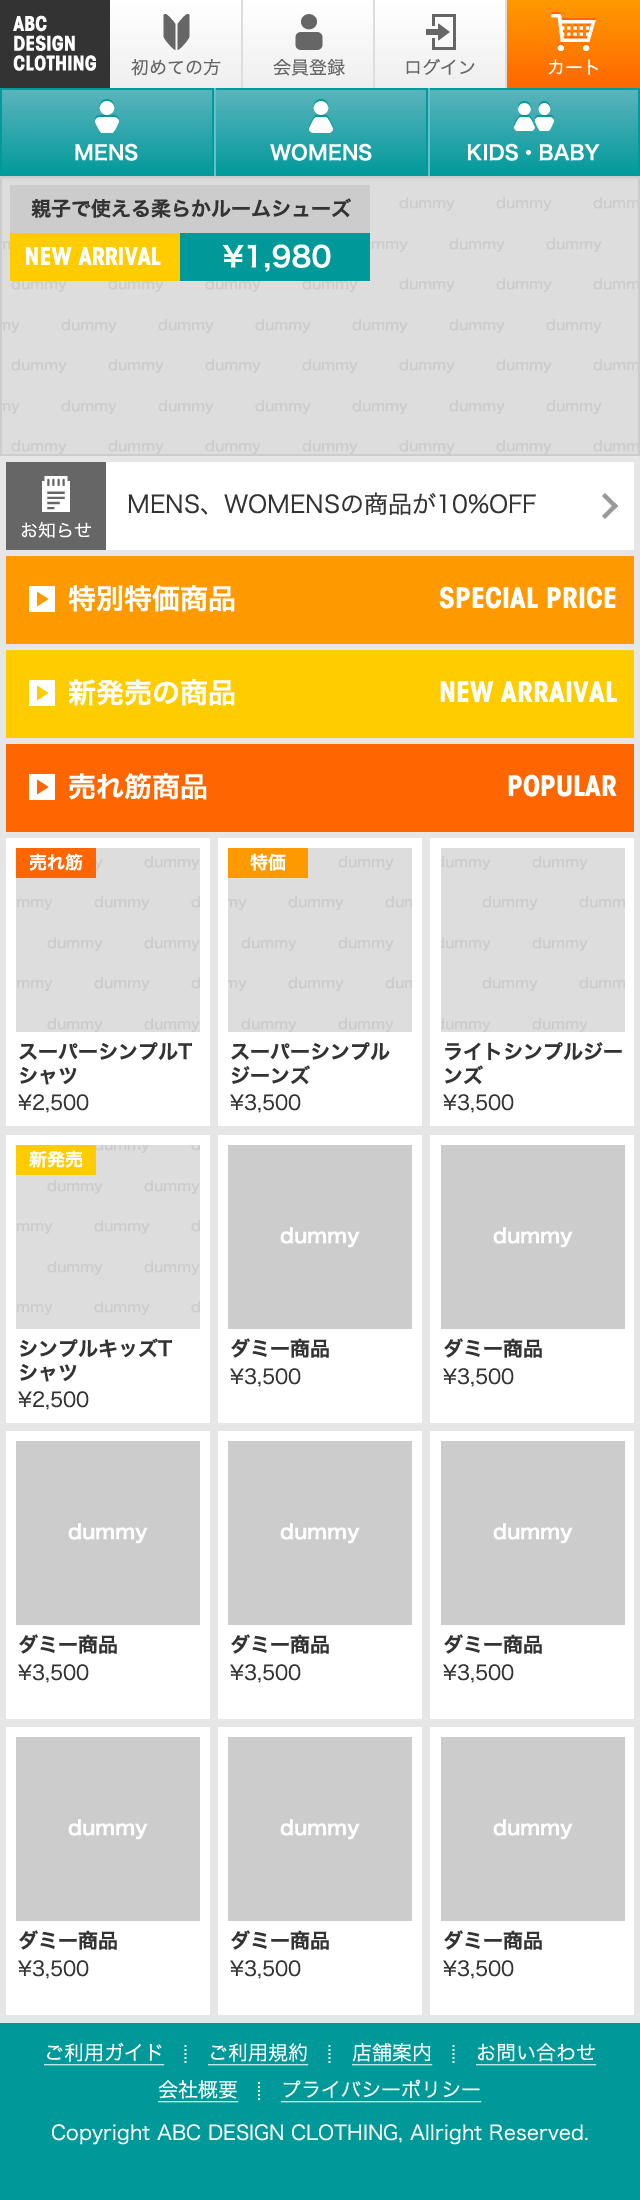 ABC
DESIGN
CLOTHING
初めての方
会員登録
ログイン
カート
MENS
WOMENS
KIDS・BABY
親子で使える柔らかルームシューズ
NEW ARRIVAL
¥1,980
dummy dummy dummy
dummy dummy dummy
dummy dummy dummy dummy dummy dummy dummy
dummy dummy dummy dummy dummy dummy
dummy dummy dummy dummy dummy dummy dummy
dummy dummy dummy dummy dummy dummy
dummy dummy dummy dummy dummy dummy dummy
お知らせ
MENS、WOMENSの商品が10%OFF
特別特価商品
SPECIAL PRICE
新発売の商品
NEW ARRAIVAL
売れ筋商品
POPULAR
売れ筋
スーパーシンプルT
シャツ
¥2,500
特価
スーパーシンプル
ジーンズ
¥3,500
ライトシンプルジー
ンズ
¥3,500
新発売
シンプルキッズT
シャツ
¥2,500
dummy
ダミー商品
¥3,500
dummy
ダミー商品
¥3,500
dummy
ダミー商品
¥3,500
dummy
ダミー商品
¥3,500
dummy
ダミー商品
¥3,500
dummy
ダミー商品
¥3,500
dummy
ダミー商品
¥3,500
dummy
ダミー商品
¥3,500
ご利用ガイド ご利用規約 店舗案内 お問い合わせ
会社概要 プライバシーポリシー
Copyright ABC DESIGN CLOTHING, Allright Reserved.